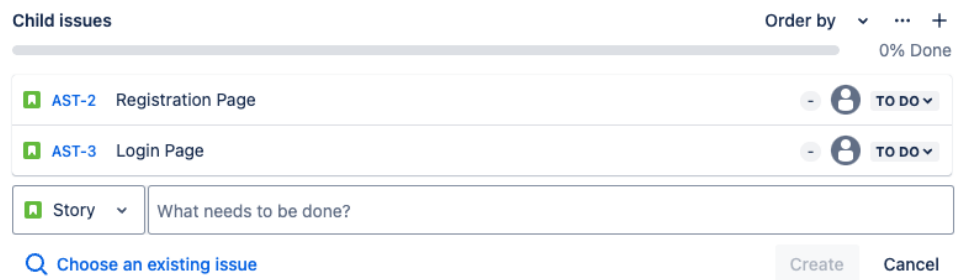 Child issues Order by ... +
0% Done
AST-2 Registration Page - TO DO
AST-3 Login Page - TO DO
Story What needs to be done?
Choose an existing issue Create Cancel